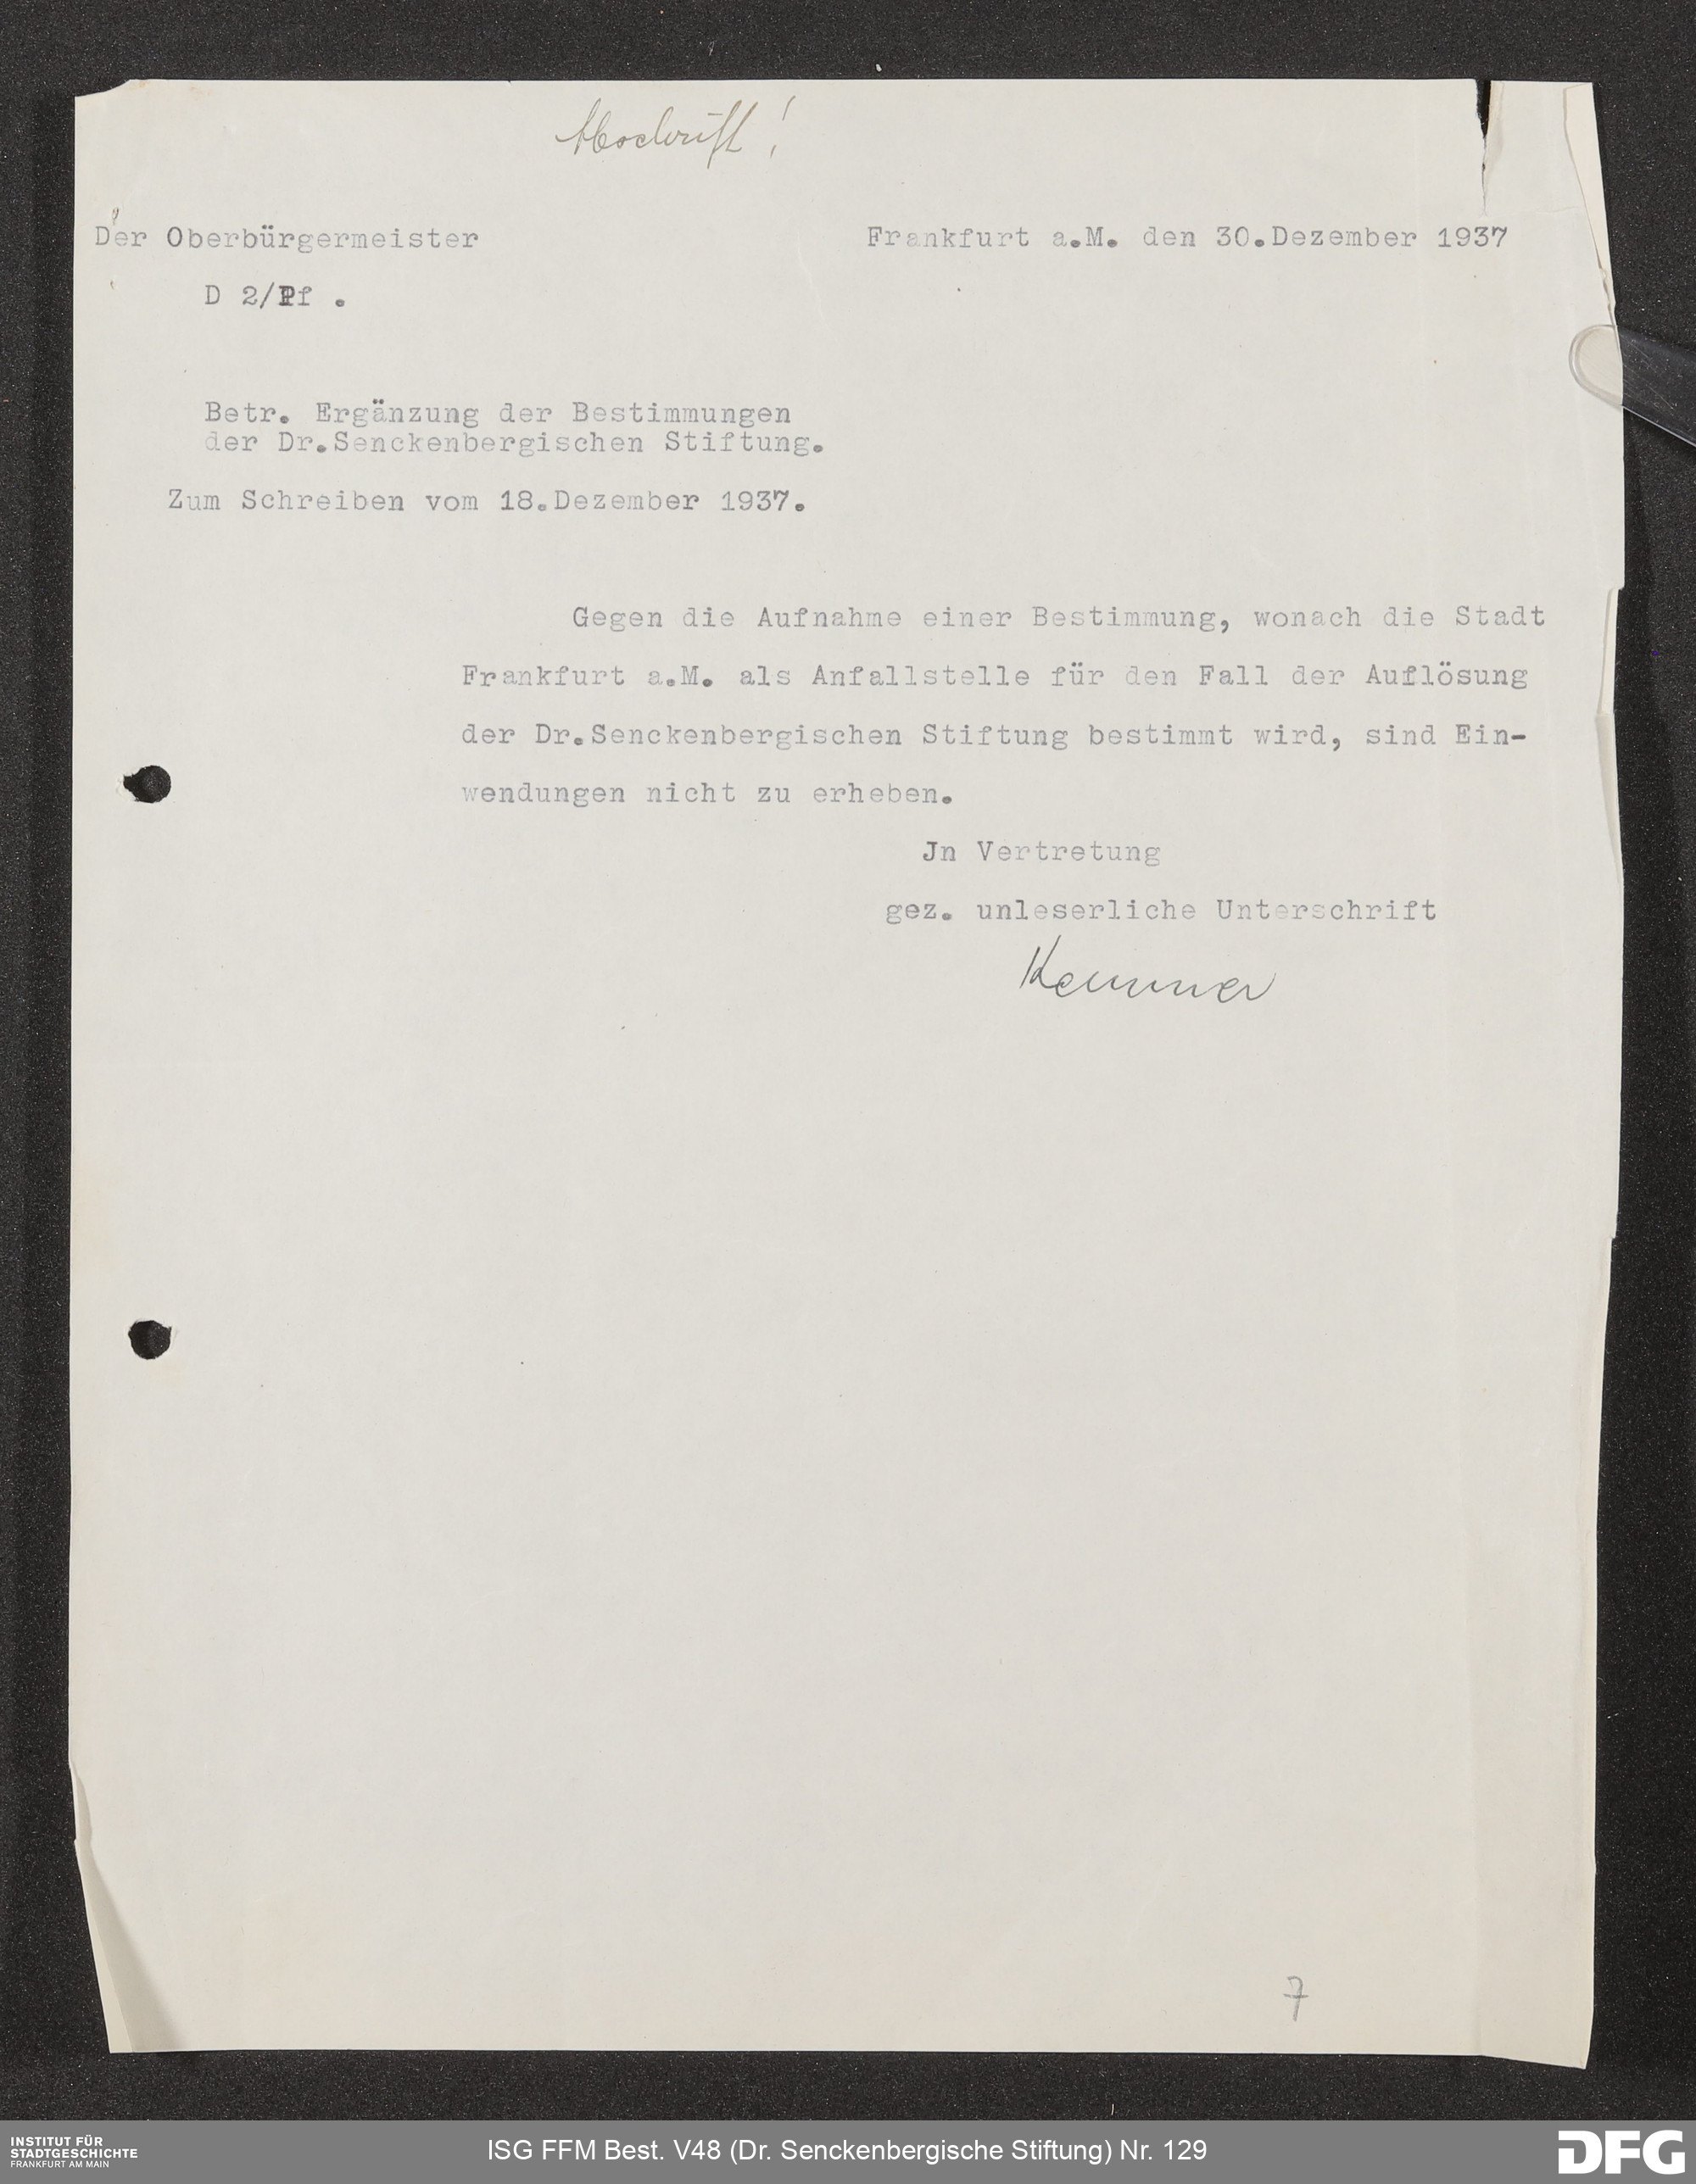 Abschrift!
Der Oberbürgermeister
Frankfurt a.M. den 30.Dezember 1937
D 2/Pf .
Betr. Ergänzung der Bestimmungen
der Dr.Senckenbergischen Stiftung.
Zum Schreiben vom 18.Dezember 1937.
Gegen die Aufnahme einer Bestimmung, wonach die Stadt
Frankfurt a.M. als Anfallstelle für den Fall der Auflösung
der Dr.Senckenbergischen Stiftung bestimmt wird, sind Ein-
wendungen nicht zu erheben.
Jn Vertretung
gez. unleserliche Unterschrift
7
INSTITUT FÜR
STADTGESCHICHTE
FRANKFURT AM MAIN
ISG FFM Best. V48 (Dr. Senckenbergische Stiftung) Nr. 129
DFG